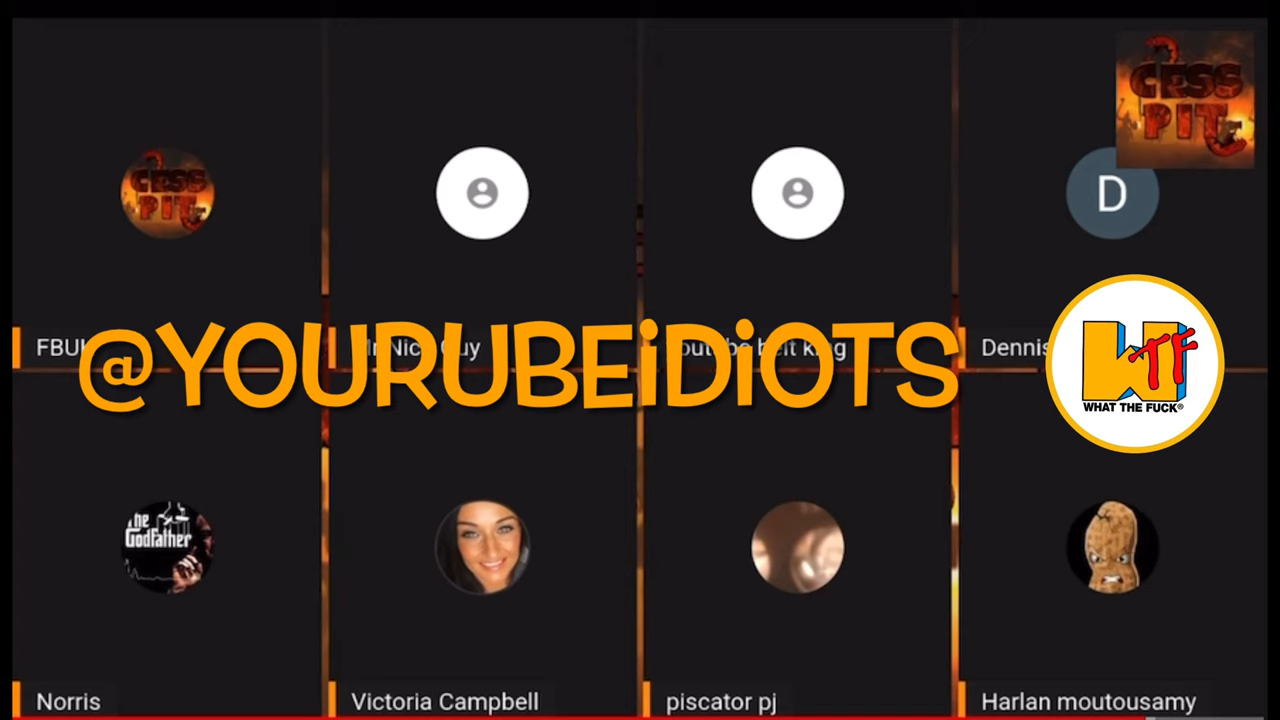 CESS
PIT
CESS
PIT
D
@YOURUBEiDiOTS
Guy
Dennis
WTF
WHAT THE FUCK®
The
Godfather
Norris
Victoria Campbell
piscator pj
Harlan moutousamy